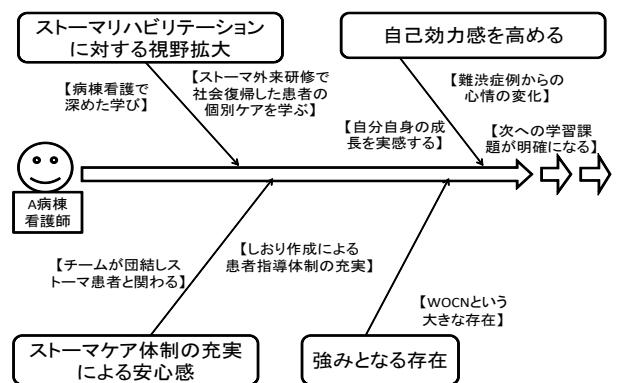 ストーマリハビリテーション
に対する視野拡大
自己効力感を高める
【病棟看護で
深めた学び】
【ストーマ外来研修で
社会復帰した患者の
個別ケアを学ぶ】
【難渋症例からの
心情の変化】
【自分自身の成
長を実感する】
【次への学習課
題が明確になる】
A病棟
看護師
【チームが団結しス
トーマ患者と関わる】
【しおり作成による
患者指導体制の充実】
【WOCNという
大きな存在】
ストーマケア体制の充実
による安心感
強みとなる存在